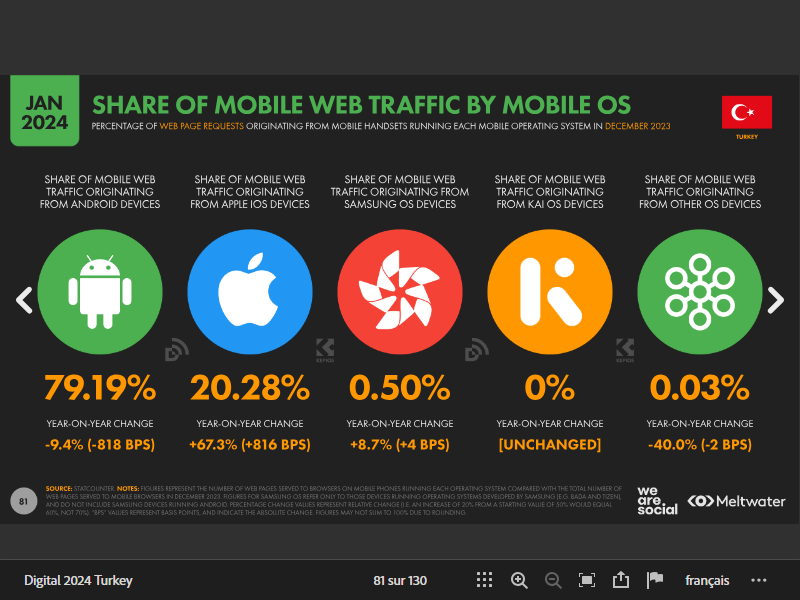 JAN
2024
SHARE OF MOBILE WEB TRAFFIC BY MOBILE OS
PERCENTAGE OF WEB PAGE REQUESTS ORIGINATING FROM MOBILE HANDSETS RUNNING EACH MOBILE OPERATING SYSTEM IN DECEMBER 2023
TURKEY
SHARE OF MOBILE WEB
TRAFFIC ORIGINATING
FROM ANDROID DEVICES
SHARE OF MOBILE WEB
TRAFFIC ORIGINATING
FROM APPLE IOS DEVICES
SHARE OF MOBILE WEB
TRAFFIC ORIGINATING FROM
SAMSUNG OS DEVICES
SHARE OF MOBILE WEB
TRAFFIC ORIGINATING
FROM KAI OS DEVICES
SHARE OF MOBILE WEB
TRAFFIC ORIGINATING
FROM OTHER OS DEVICES
KEPIOS
KEPIOS
79.19%
20.28%
0.50%
0%
0.03%
YEAR-ON-YEAR CHANGE
-9.4% (-818 BPS)
YEAR-ON-YEAR CHANGE
+67.3% (+816 BPS)
YEAR-ON-YEAR CHANGE
+8.7% (+4 BPS)
YEAR-ON-YEAR CHANGE
[UNCHANGED]
YEAR-ON-YEAR CHANGE
-40.0% (-2 BPS)
81
SOURCE: STATCOUNTER. NOTES: FIGURES REPRESENT THE NUMBER OF WEB PAGES SERVED TO BROWSERS ON MOBILE PHONES RUNNING EACH OPERATING SYSTEM COMPARED WITH THE TOTAL NUMBER OF
WEB PAGES SERVED TO MOBILE BROWSERS IN DECEMBER 2023. FIGURES FOR SAMSUNG OS REFER ONLY TO THOSE DEVICES RUNNING OPERATING SYSTEMS DEVELOPED BY SAMSUNG (E.G. BADA AND TIZEN),
AND DO NOT INCLUDE SAMSUNG DEVICES RUNNING ANDROID. PERCENTAGE CHANGE VALUES REPRESENT RELATIVE CHANGE (I.E. AN INCREASE OF 20% FROM A STARTING VALUE OF 50% WOULD EQUAL
60%, NOT 70%). "BPS" VALUES REPRESENT BASIS POINTS, AND INDICATE THE ABSOLUTE CHANGE. FIGURES MAY NOT SUM TO 100% DUE TO ROUNDING.
we
are.
social
Meltwater
Digital 2024 Turkey
81 sur 130
français